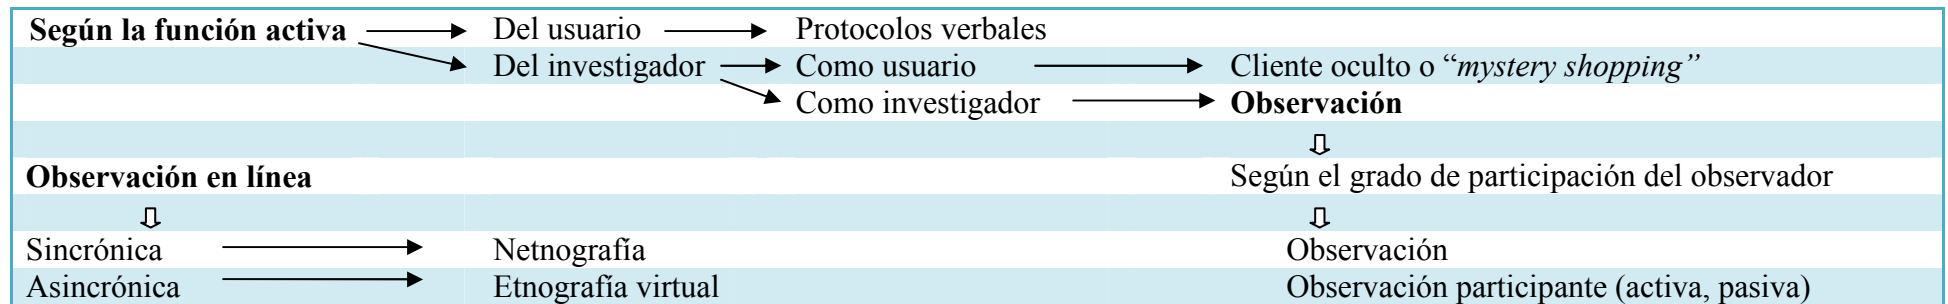 Según la función activa Del usuario Protocolos verbales
Del investigador Como usuario Cliente oculto o “mystery shopping”
Como investigador Observación
Observación en línea Según el grado de participación del observador
Sincrónica Netnografía Observación
Asincrónica Etnografía virtual Observación participante (activa, pasiva)